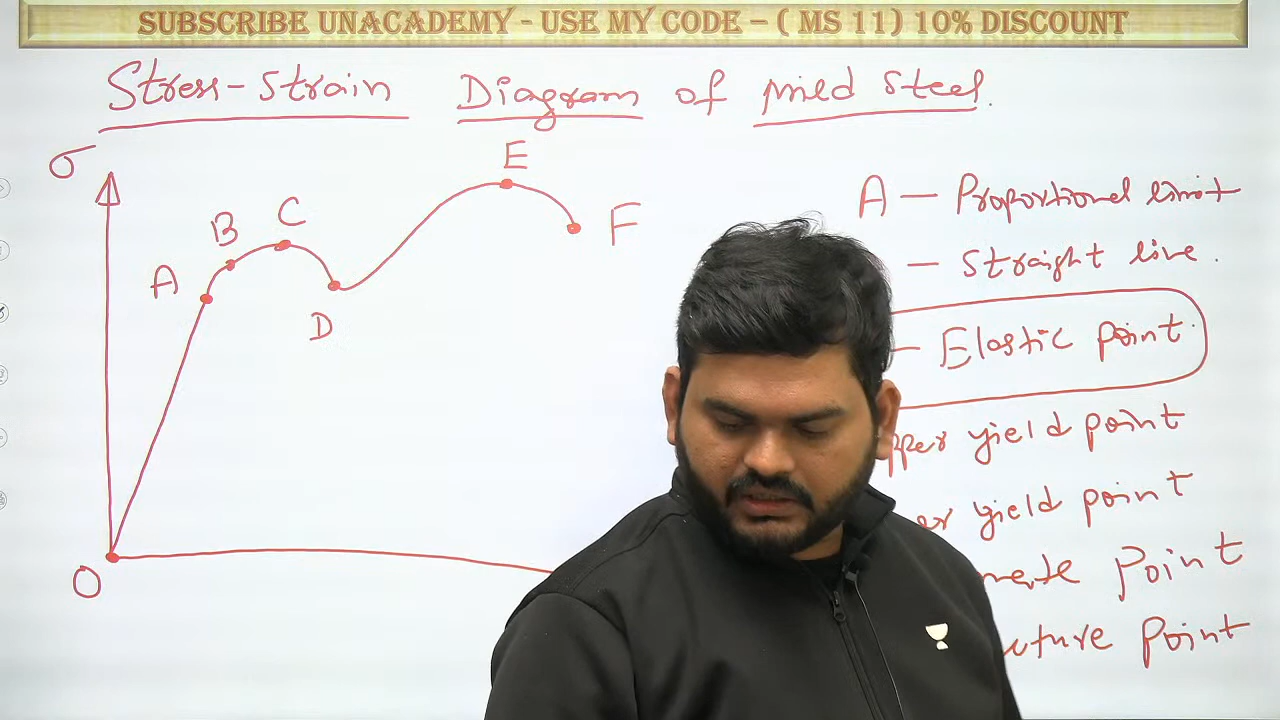 SUBSCRIBE UNACADEMY - USE MY CODE – ( MS 11) 10% DISCOUNT
Stress-strain Diagram of mild steel.
σ
E
C
B
F
A
D
O
A — Proportional limit
— straight line.
— Elastic point.
yield point
yield point
Point
Point